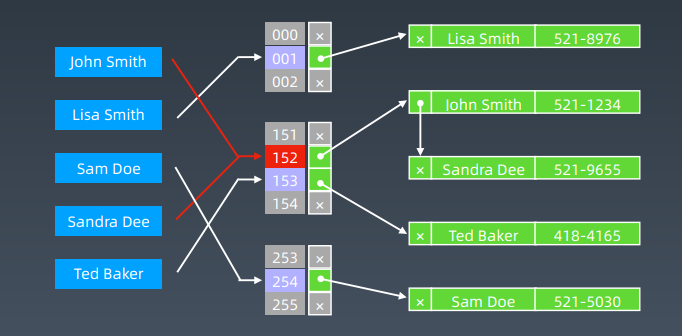 John Smith
Lisa Smith
Sam Doe
Sandra Dee
Ted Baker
000 ×
001
002 ×
151 ×
152
153
154 ×
253 ×
254
255 ×
× Lisa Smith 521-8976
John Smith 521-1234
× Sandra Dee 521-9655
× Ted Baker 418-4165
× Sam Doe 521-5030